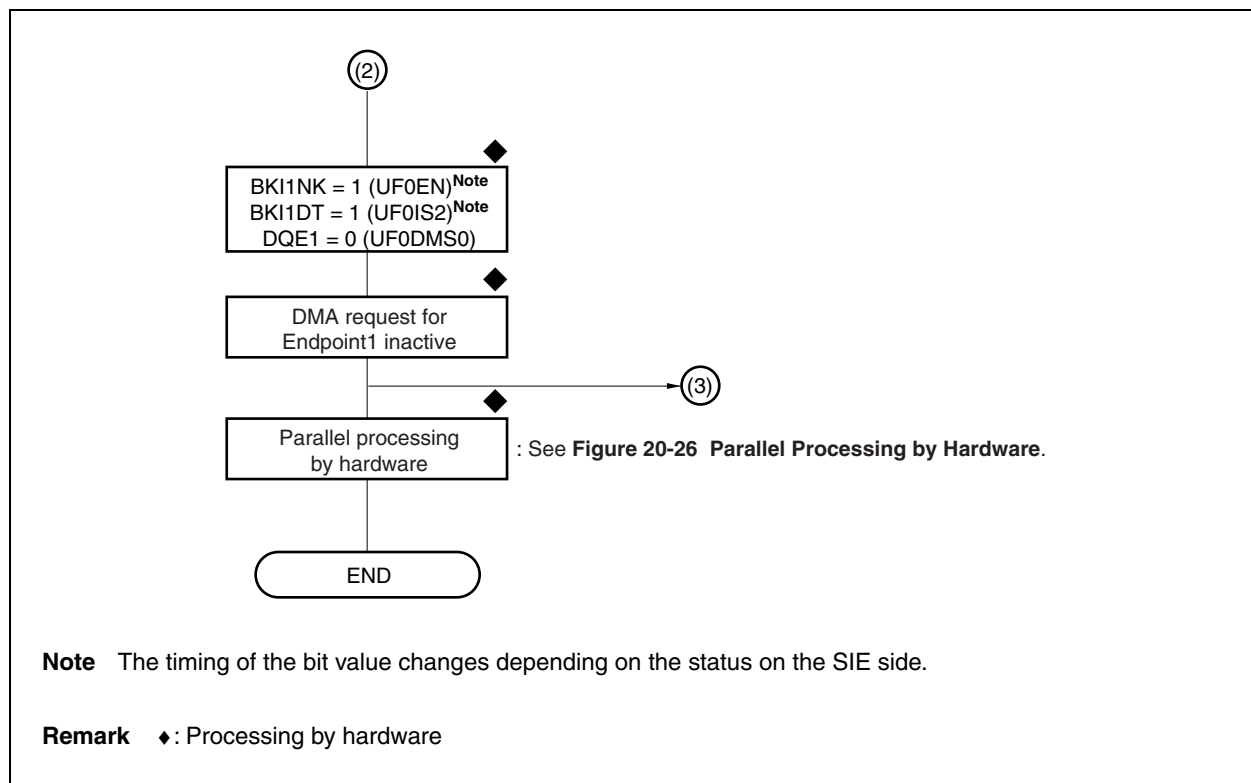 (2)
BKI1NK = 1 (UF0EN)Note
BKI1DT = 1 (UF0IS2)Note
DQE1 = 0 (UF0DMS0)
DMA request for
Endpoint1 inactive
(3)
Parallel processing
by hardware
: See Figure 20-26 Parallel Processing by Hardware.
END
Note The timing of the bit value changes depending on the status on the SIE side.
Remark ♦: Processing by hardware